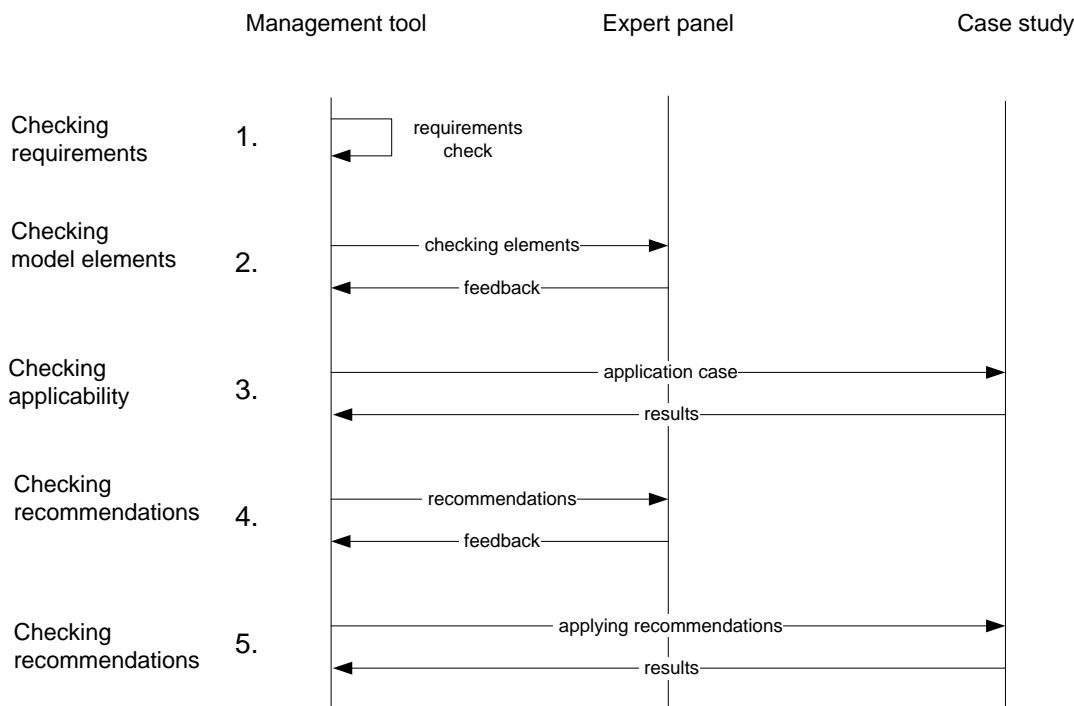 Management tool
Expert panel
Case study
Checking
requirements
1.
requirements
check
Checking
model elements
2.
checking elements
feedback
Checking
applicability
3.
application case
results
Checking
recommendations
4.
recommendations
feedback
Checking
recommendations
5.
applying recommendations
results